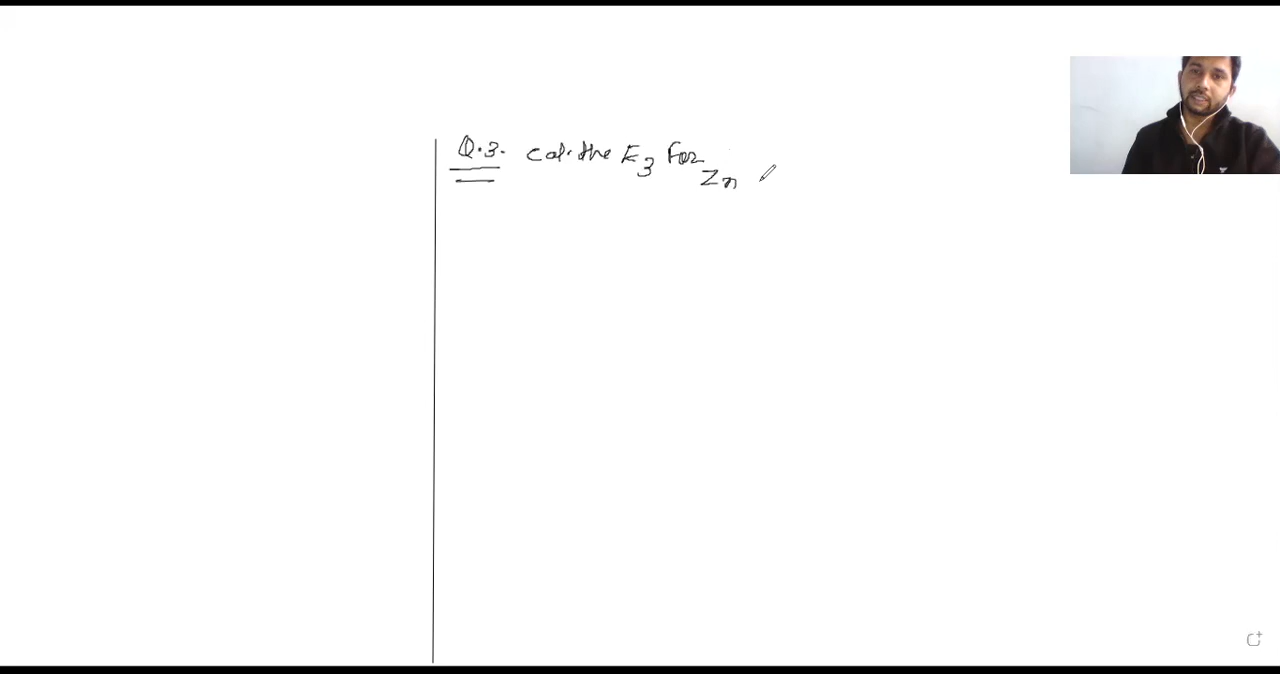 Q.3. cal. the E3 For Zn